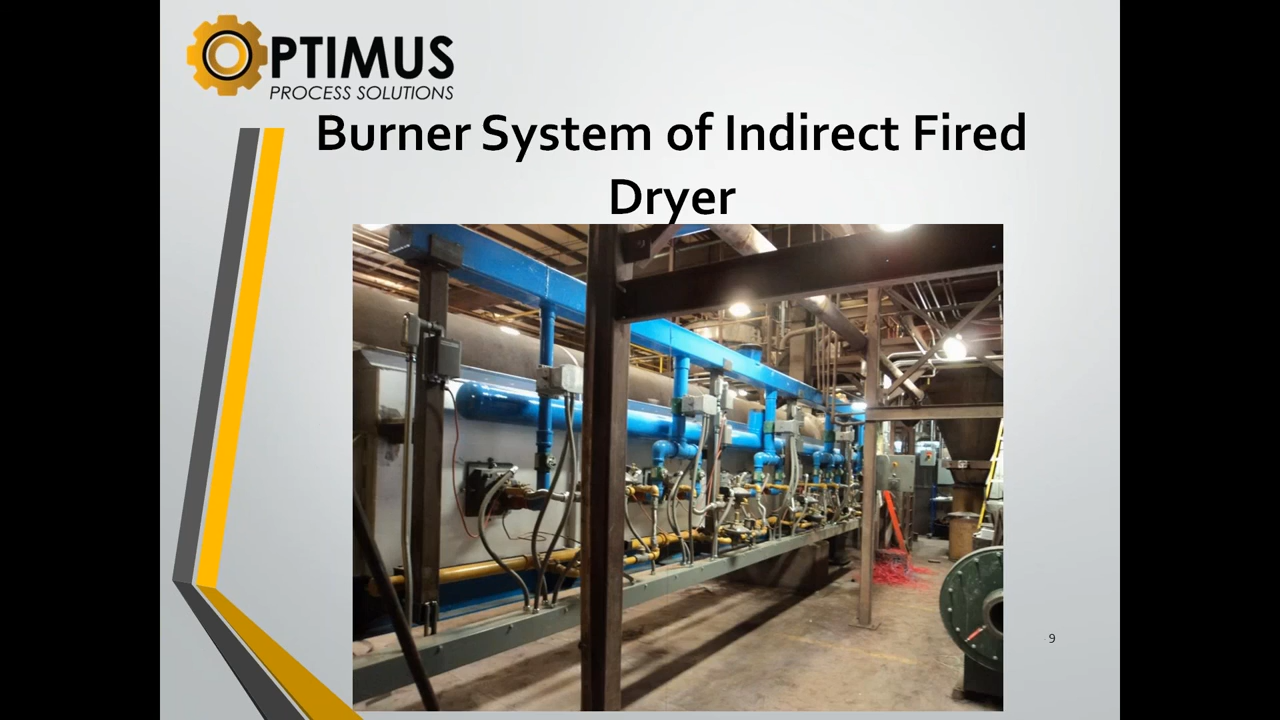 OPTIMUS
PROCESS SOLUTIONS
Burner System of Indirect Fired
Dryer
9